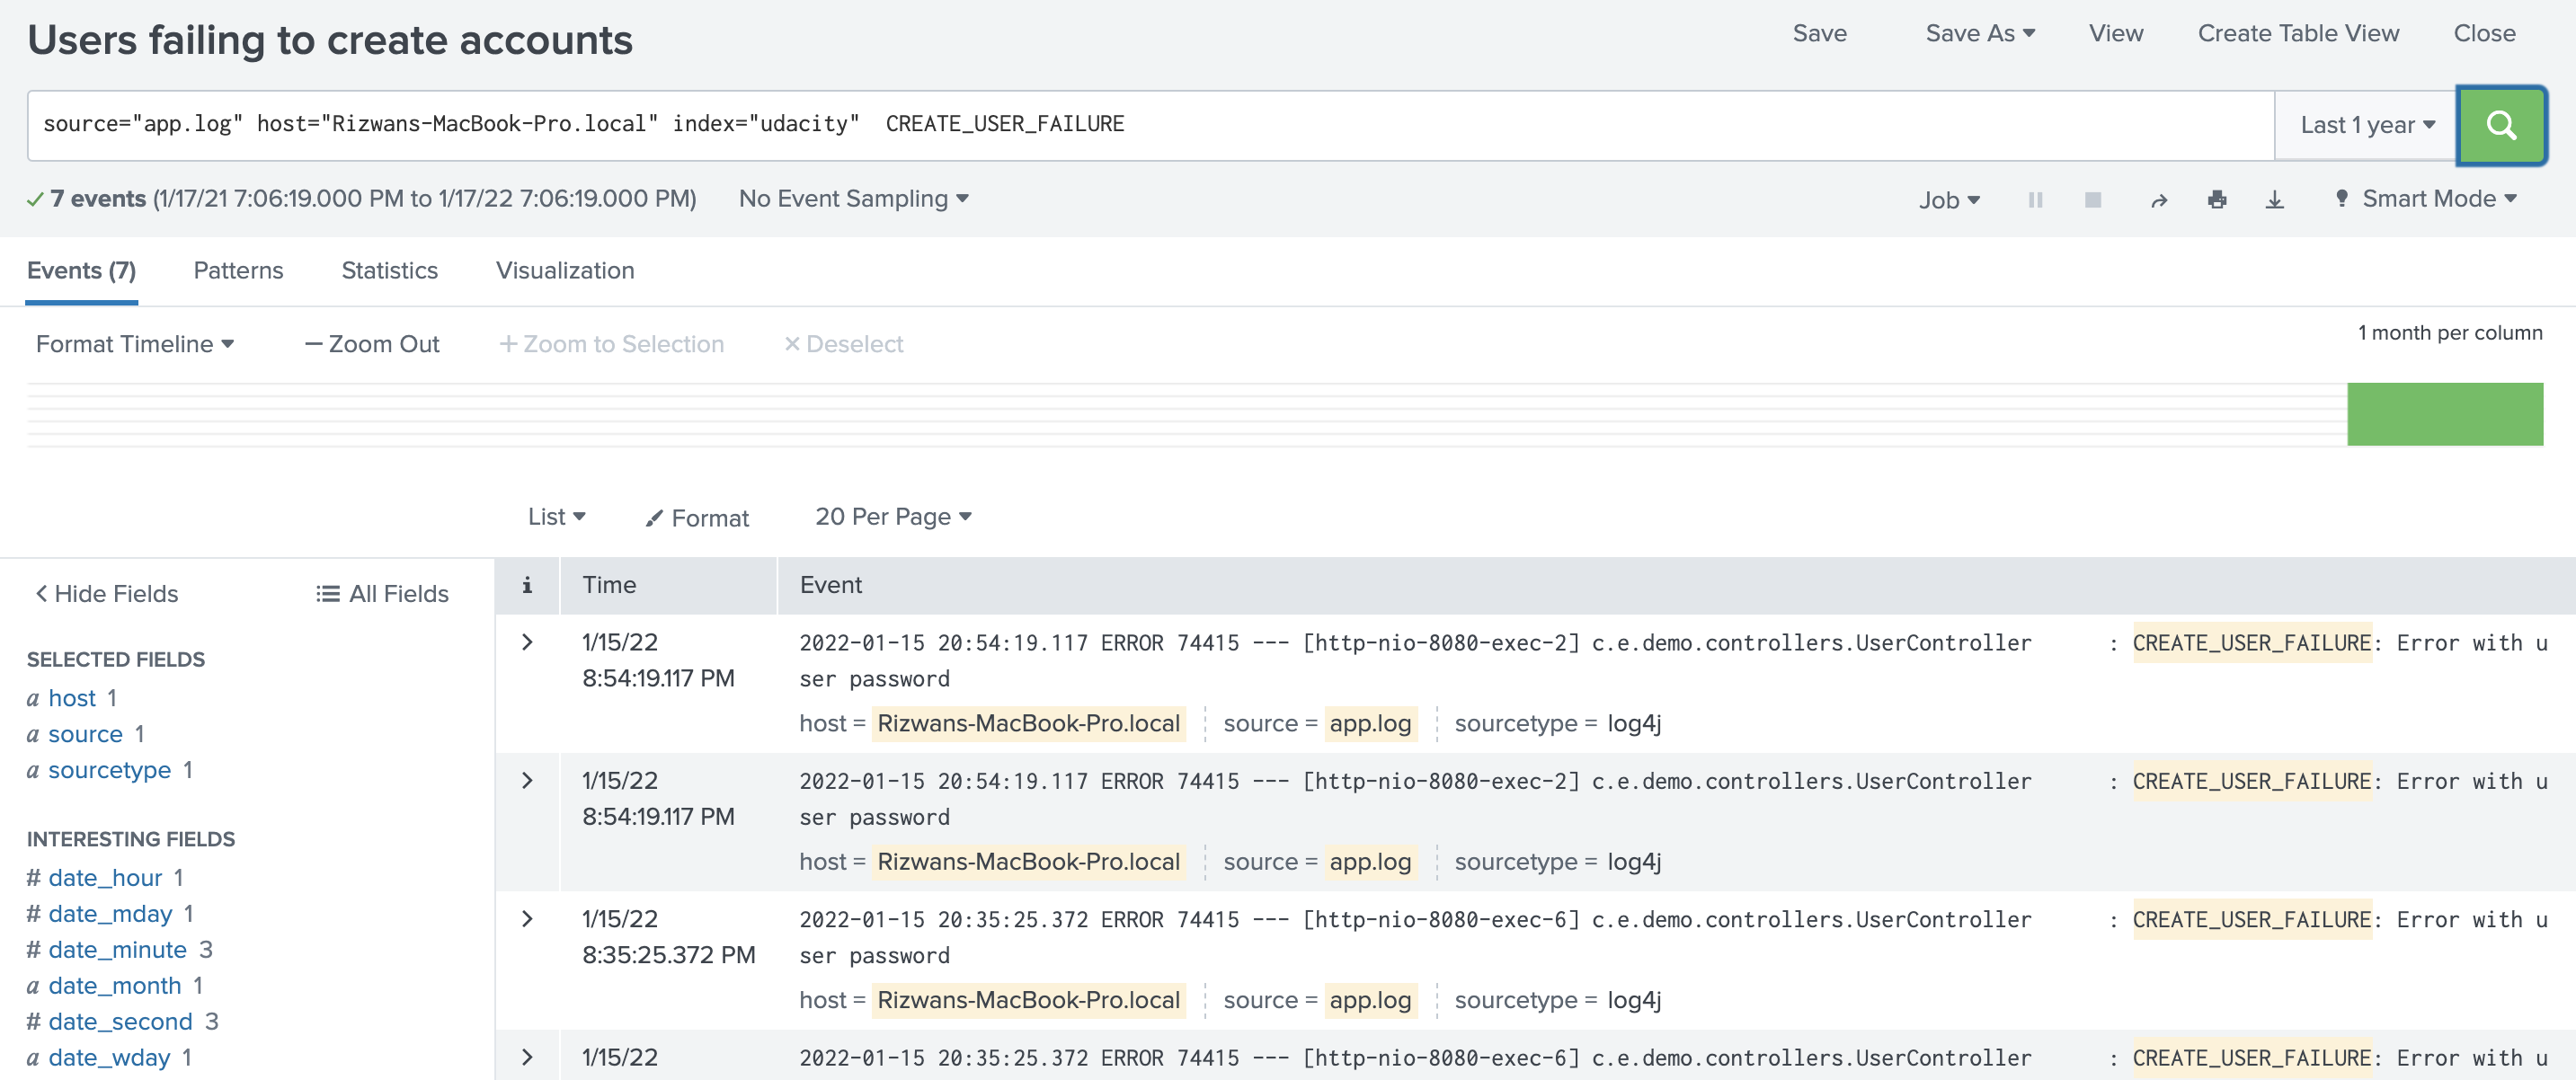 Users failing to create accounts
Save Save As View Create Table View Close
source="app.log" host="Rizwans-MacBook-Pro.local" index="udacity"  CREATE_USER_FAILURE
Last 1 year
7 events (1/17/21 7:06:19.000 PM to 1/17/22 7:06:19.000 PM) No Event Sampling
Job Smart Mode
Events (7) Patterns Statistics Visualization
Format Timeline — Zoom Out + Zoom to Selection × Deselect
1 month per column
List Format 20 Per Page
< Hide Fields All Fields
SELECTED FIELDS
a host 1
a source 1
a sourcetype 1
INTERESTING FIELDS
# date_hour 1
# date_mday 1
# date_minute 3
a date_month 1
# date_second 3
a date_wday 1
i Time Event
> 1/15/22 2022-01-15 20:54:19.117 ERROR 74415 --- [http-nio-8080-exec-2] c.e.demo.controllers.UserController : CREATE_USER_FAILURE: Error with u
8:54:19.117 PM ser password
host = Rizwans-MacBook-Pro.local source = app.log sourcetype = log4j
> 1/15/22 2022-01-15 20:54:19.117 ERROR 74415 --- [http-nio-8080-exec-2] c.e.demo.controllers.UserController : CREATE_USER_FAILURE: Error with u
8:54:19.117 PM ser password
host = Rizwans-MacBook-Pro.local source = app.log sourcetype = log4j
> 1/15/22 2022-01-15 20:35:25.372 ERROR 74415 --- [http-nio-8080-exec-6] c.e.demo.controllers.UserController : CREATE_USER_FAILURE: Error with u
8:35:25.372 PM ser password
host = Rizwans-MacBook-Pro.local source = app.log sourcetype = log4j
> 1/15/22 2022-01-15 20:35:25.372 ERROR 74415 --- [http-nio-8080-exec-6] c.e.demo.controllers.UserController : CREATE_USER_FAILURE: Error with u